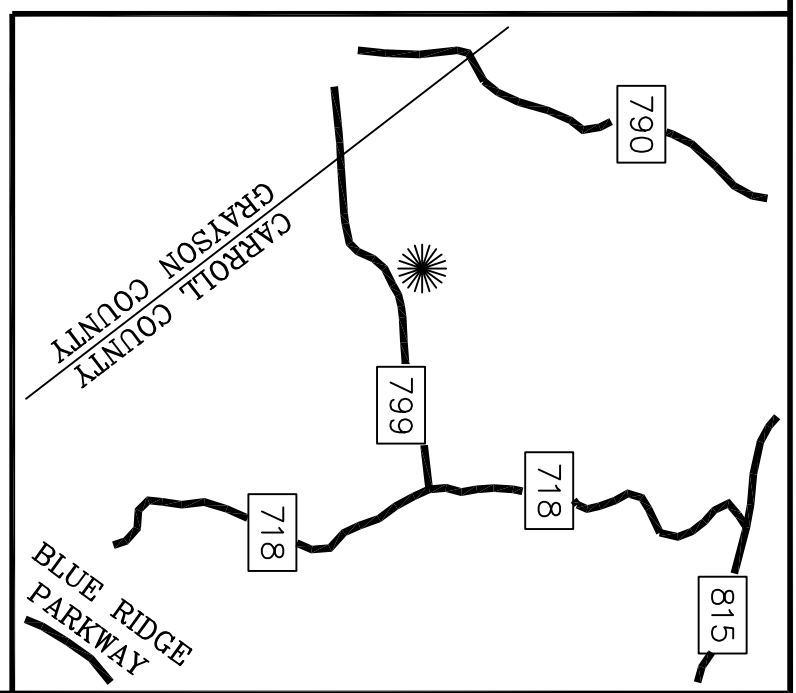 790
GRAYSON COUNTY
CARROLL COUNTY
799
718
718
815
BLUE RIDGE
PARKWAY